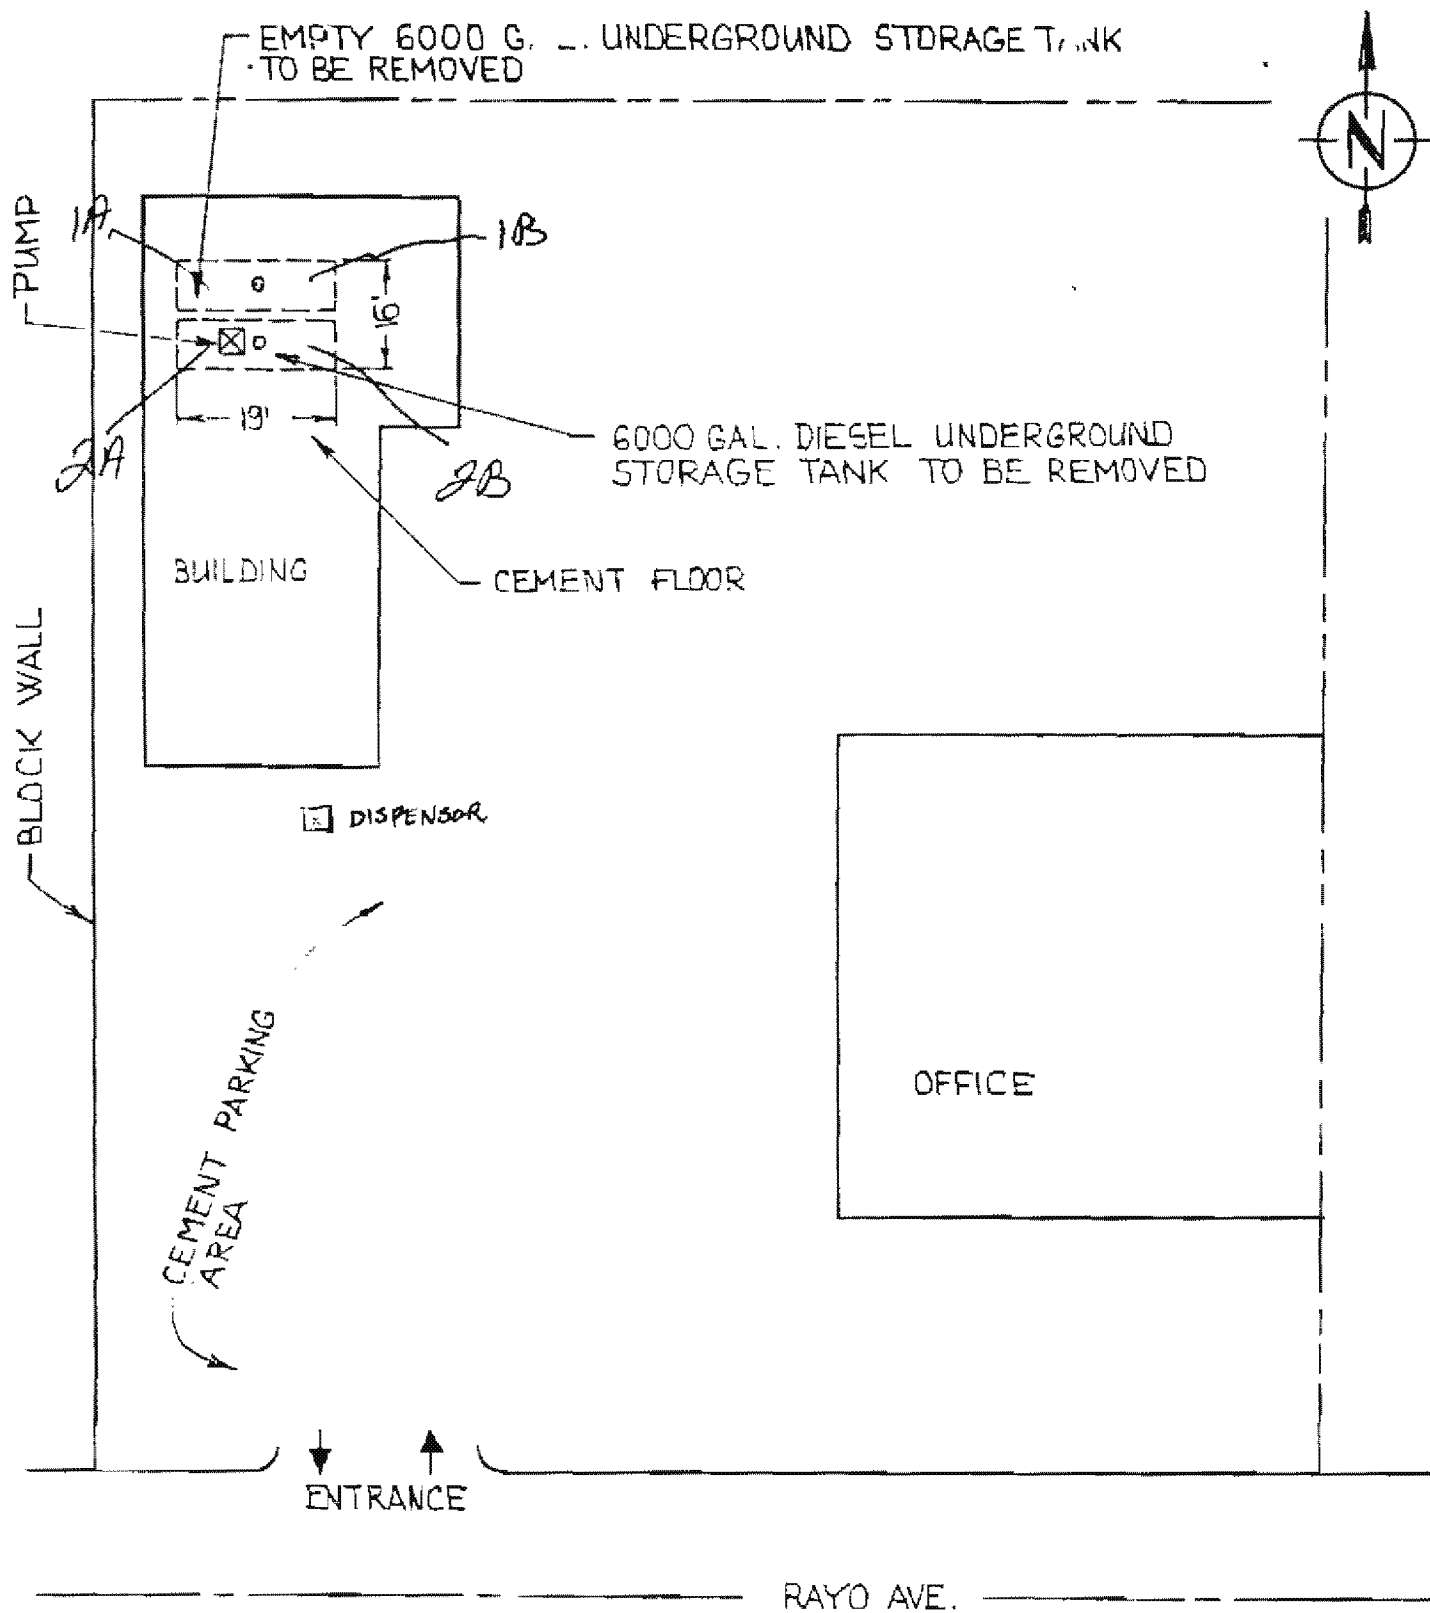 EMPTY 6000 G. UNDERGROUND STORAGE
TO BE REMOVED
N
PUMP
1A
1B
16'
19'
2A
2B
6000 GAL. DIESEL UNDERGROUND
STORAGE TANK TO BE REMOVED
BUILDING
CEMENT FLOOR
BLOCK WALL
DISPENSOR
CEMENT PARKING
AREA
OFFICE
ENTRANCE
RAYO AVE.